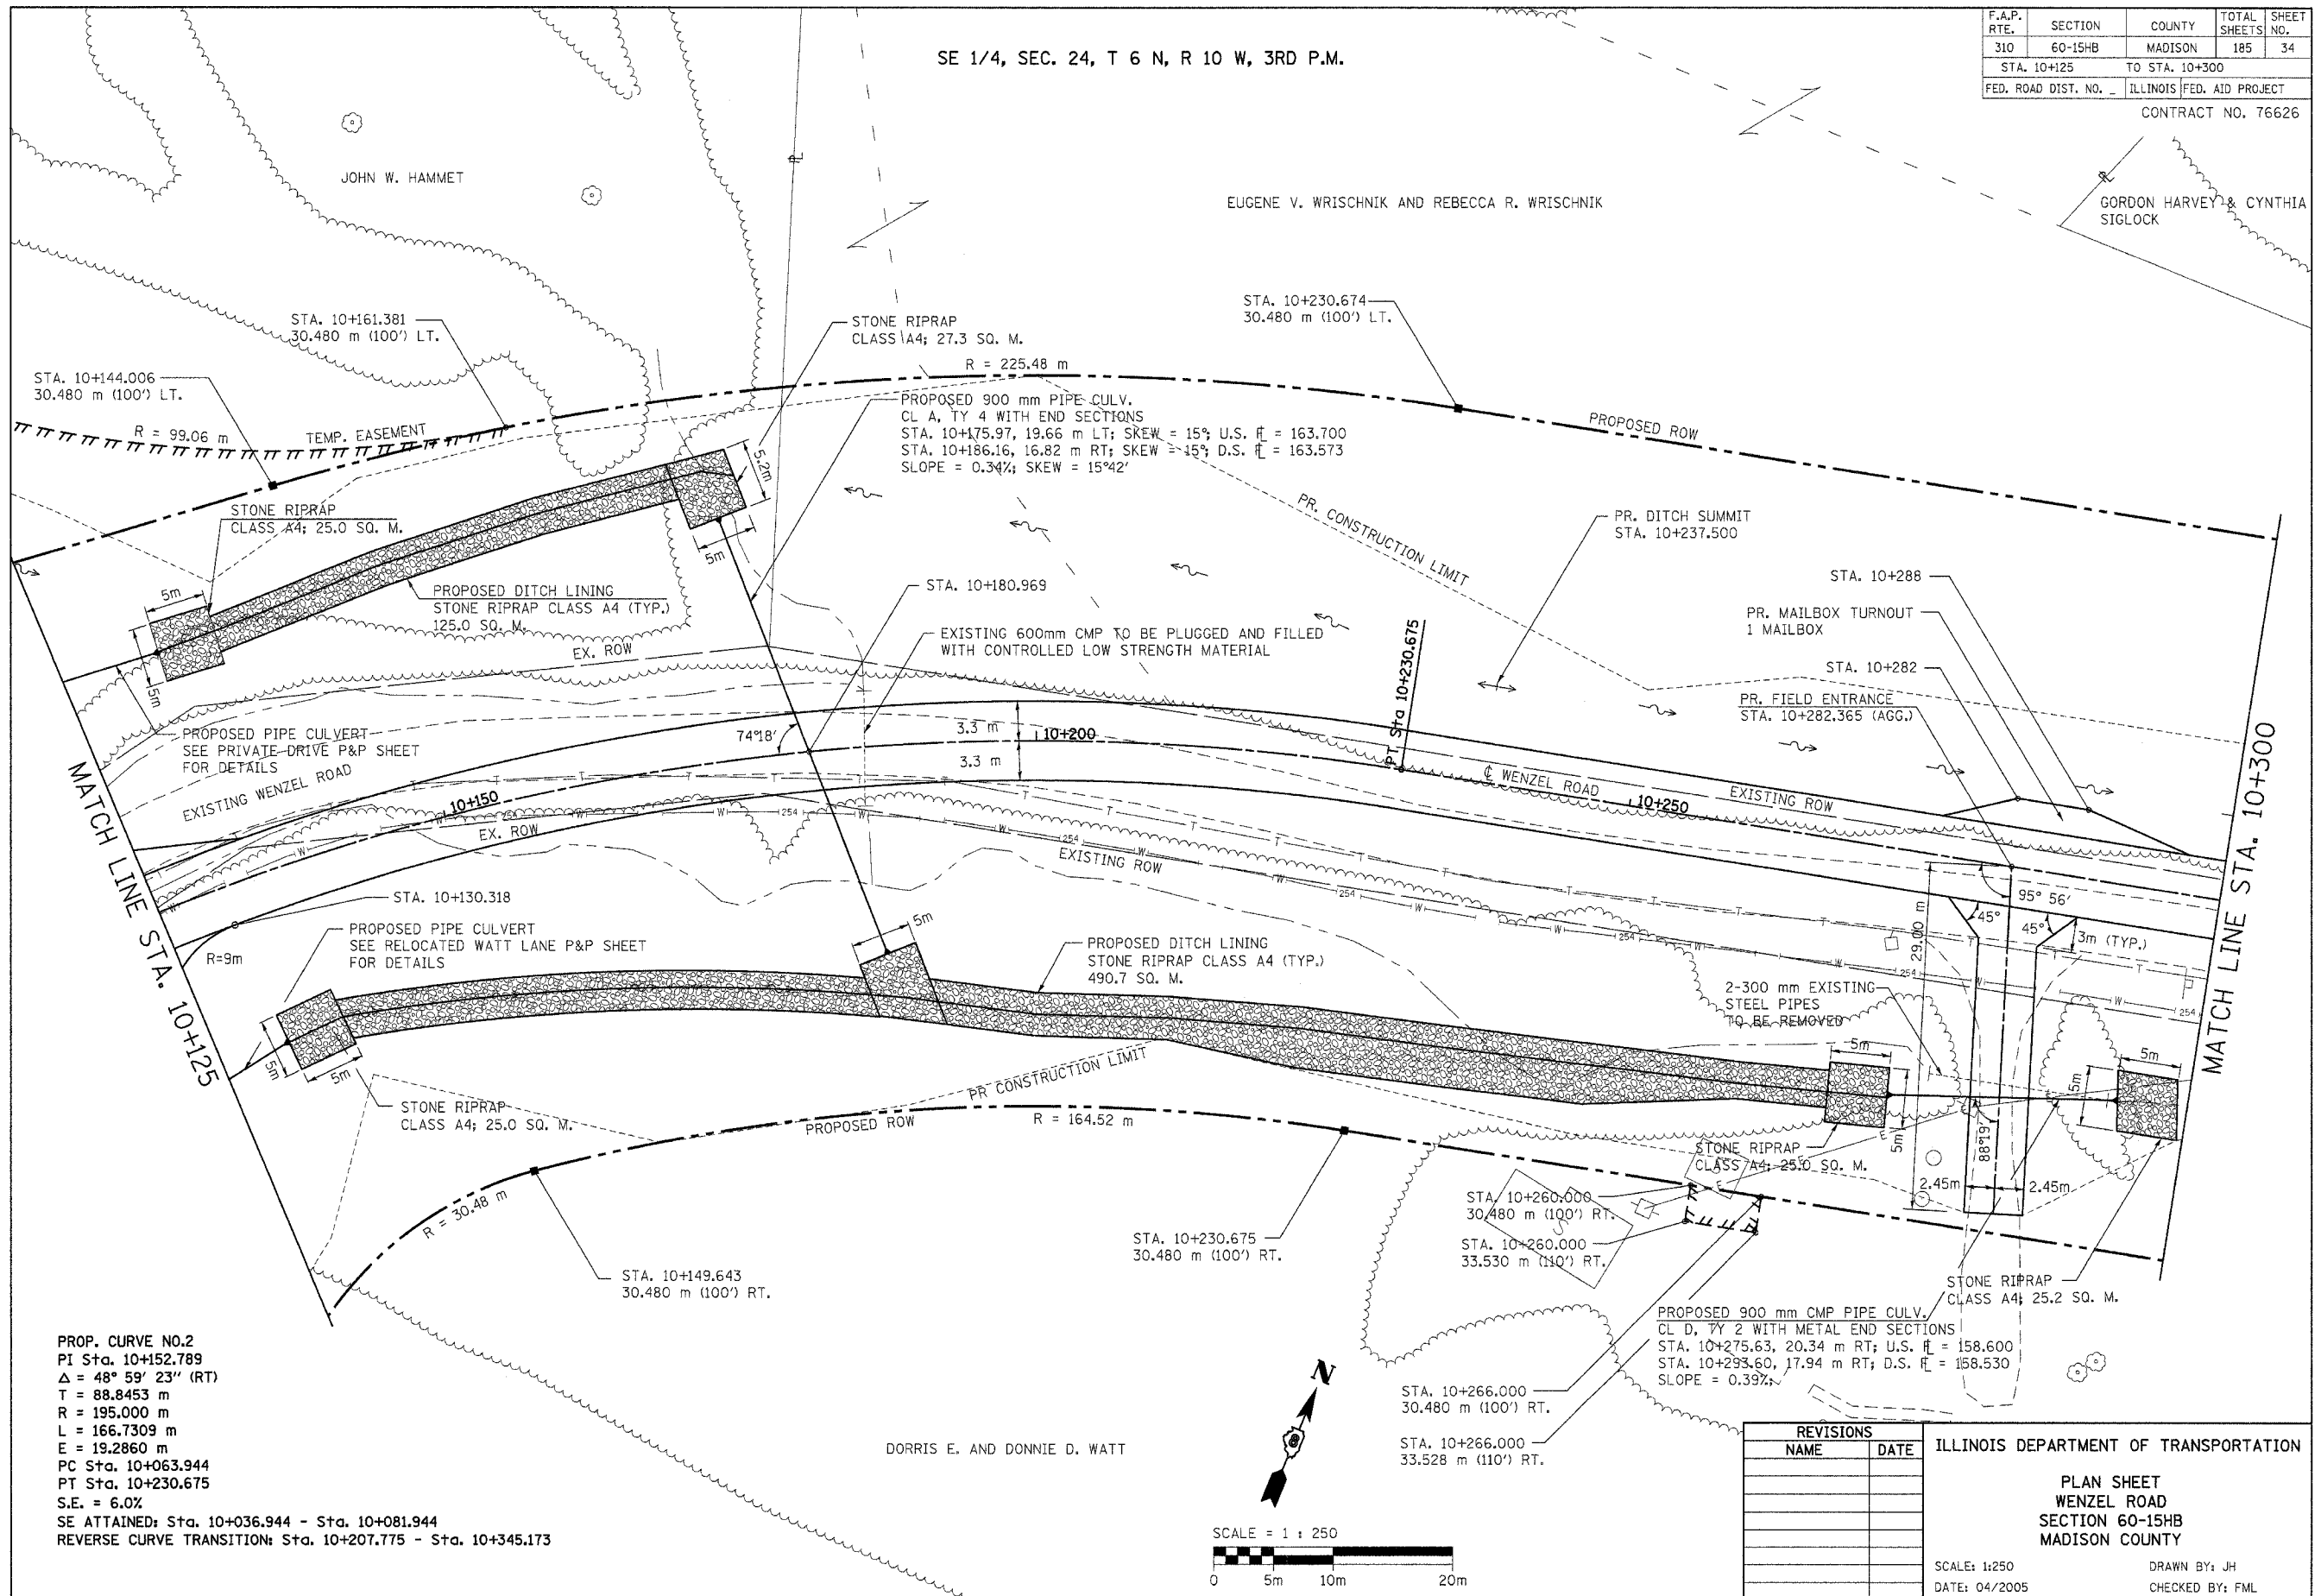 F.A.P. RTE. SECTION COUNTY TOTAL SHEETS SHEET NO.
310 60-15HB MADISON 185 34
STA. 10+125 TO STA. 10+300
FED. ROAD DIST. NO. _ ILLINOIS FED. AID PROJECT
CONTRACT NO. 76626
SE 1/4, SEC. 24, T 6 N, R 10 W, 3RD P.M.
JOHN W. HAMMET
EUGENE V. WRISCHNIK AND REBECCA R. WRISCHNIK
GORDON HARVEY & CYNTHIA
SIGLOCK
STA. 10+161.381
30.480 m (100') LT.
STONE RIPRAP
CLASS A4; 27.3 SQ. M.
STA. 10+230.674
30.480 m (100') LT.
STA. 10+144.006
30.480 m (100') LT.
R = 225.48 m
R = 99.06 m
TEMP. EASEMENT
PROPOSED ROW
PROPOSED 900 mm PIPE CULV.
CL A, TY 4 WITH END SECTIONS
STA. 10+175.97, 19.66 m LT; SKEW = 15°; U.S. FL = 163.700
STA. 10+186.16, 16.82 m RT; SKEW = 15°; D.S. FL = 163.573
SLOPE = 0.34%; SKEW = 15°42'
5.2m
5m
STONE RIPRAP
CLASS A4; 25.0 SQ. M.
PR. CONSTRUCTION LIMIT
PR. DITCH SUMMIT
STA. 10+237.500
5m
5m
PROPOSED DITCH LINING
STONE RIPRAP CLASS A4 (TYP.)
125.0 SQ. M.
STA. 10+180.969
EXISTING 600mm CMP TO BE PLUGGED AND FILLED
WITH CONTROLLED LOW STRENGTH MATERIAL
EX. ROW
PT Sta 10+230.675
STA. 10+288
PR. MAILBOX TURNOUT
1 MAILBOX
STA. 10+282
PR. FIELD ENTRANCE
STA. 10+282.365 (AGG.)
PROPOSED PIPE CULVERT
SEE PRIVATE DRIVE P&P SHEET
FOR DETAILS
74°18'
3.3 m
3.3 m
10+200
EXISTING WENZEL ROAD
10+150
EX. ROW
℄ WENZEL ROAD
10+250
EXISTING ROW
EXISTING ROW
MATCH LINE STA. 10+125
MATCH LINE STA. 10+300
STA. 10+130.318
PROPOSED PIPE CULVERT
SEE RELOCATED WATT LANE P&P SHEET
FOR DETAILS
R=9m
5m
PROPOSED DITCH LINING
STONE RIPRAP CLASS A4 (TYP.)
490.7 SQ. M.
95° 56'
45°
45°
3m (TYP.)
29.00 m
2-300 mm EXISTING
STEEL PIPES
TO BE REMOVED
5m
5m
STONE RIPRAP
CLASS A4; 25.0 SQ. M.
PR CONSTRUCTION LIMIT
PROPOSED ROW
R = 164.52 m
R = 30.48 m
5m
5m
5m
5m
88°19'
2.45m
2.45m
STONE RIPRAP
CLASS A4; 25.0 SQ. M.
STA. 10+260.000
30.480 m (100') RT.
STA. 10+260.000
33.530 m (110') RT.
STA. 10+230.675
30.480 m (100') RT.
STA. 10+149.643
30.480 m (100') RT.
STONE RIPRAP
CLASS A4; 25.2 SQ. M.
PROPOSED 900 mm CMP PIPE CULV.
CL D, TY 2 WITH METAL END SECTIONS
STA. 10+275.63, 20.34 m RT; U.S. FL = 158.600
STA. 10+293.60, 17.94 m RT; D.S. FL = 158.530
SLOPE = 0.39%
STA. 10+266.000
30.480 m (100') RT.
STA. 10+266.000
33.528 m (110') RT.
DORRIS E. AND DONNIE D. WATT
N
PROP. CURVE NO.2
PI Sta. 10+152.789
Δ = 48° 59' 23'' (RT)
T = 88.8453 m
R = 195.000 m
L = 166.7309 m
E = 19.2860 m
PC Sta. 10+063.944
PT Sta. 10+230.675
S.E. = 6.0%
SE ATTAINED: Sta. 10+036.944 - Sta. 10+081.944
REVERSE CURVE TRANSITION: Sta. 10+207.775 - Sta. 10+345.173
SCALE = 1 : 250
0 5m 10m 20m
REVISIONS
NAME DATE
ILLINOIS DEPARTMENT OF TRANSPORTATION
PLAN SHEET
WENZEL ROAD
SECTION 60-15HB
MADISON COUNTY
SCALE: 1:250 DRAWN BY: JH
DATE: 04/2005 CHECKED BY: FML